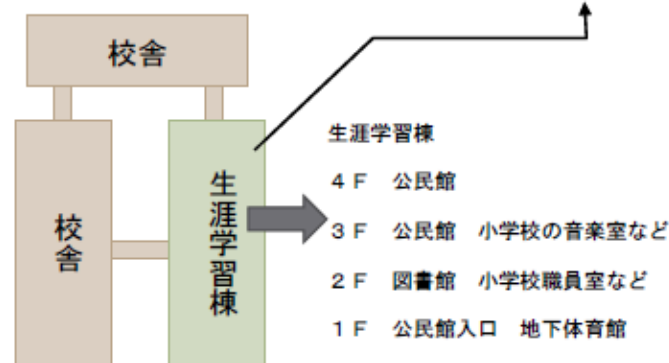 校舎
校舎
生涯学習棟
生涯学習棟
4F 公民館
3F 公民館 小学校の音楽室など
2F 図書館 小学校職員室など
1F 公民館入口 地下体育館